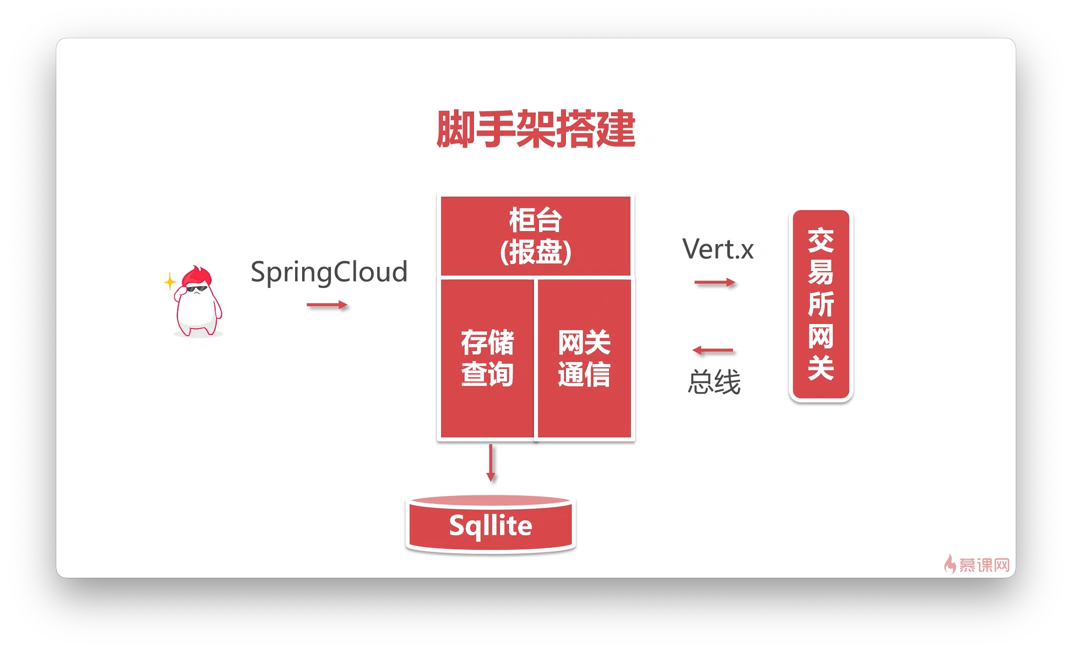 脚手架搭建
柜台
(报盘)
SpringCloud
Vert.x
交易所网关
存储
查询
网关
通信
总线
Sqllite
慕课网